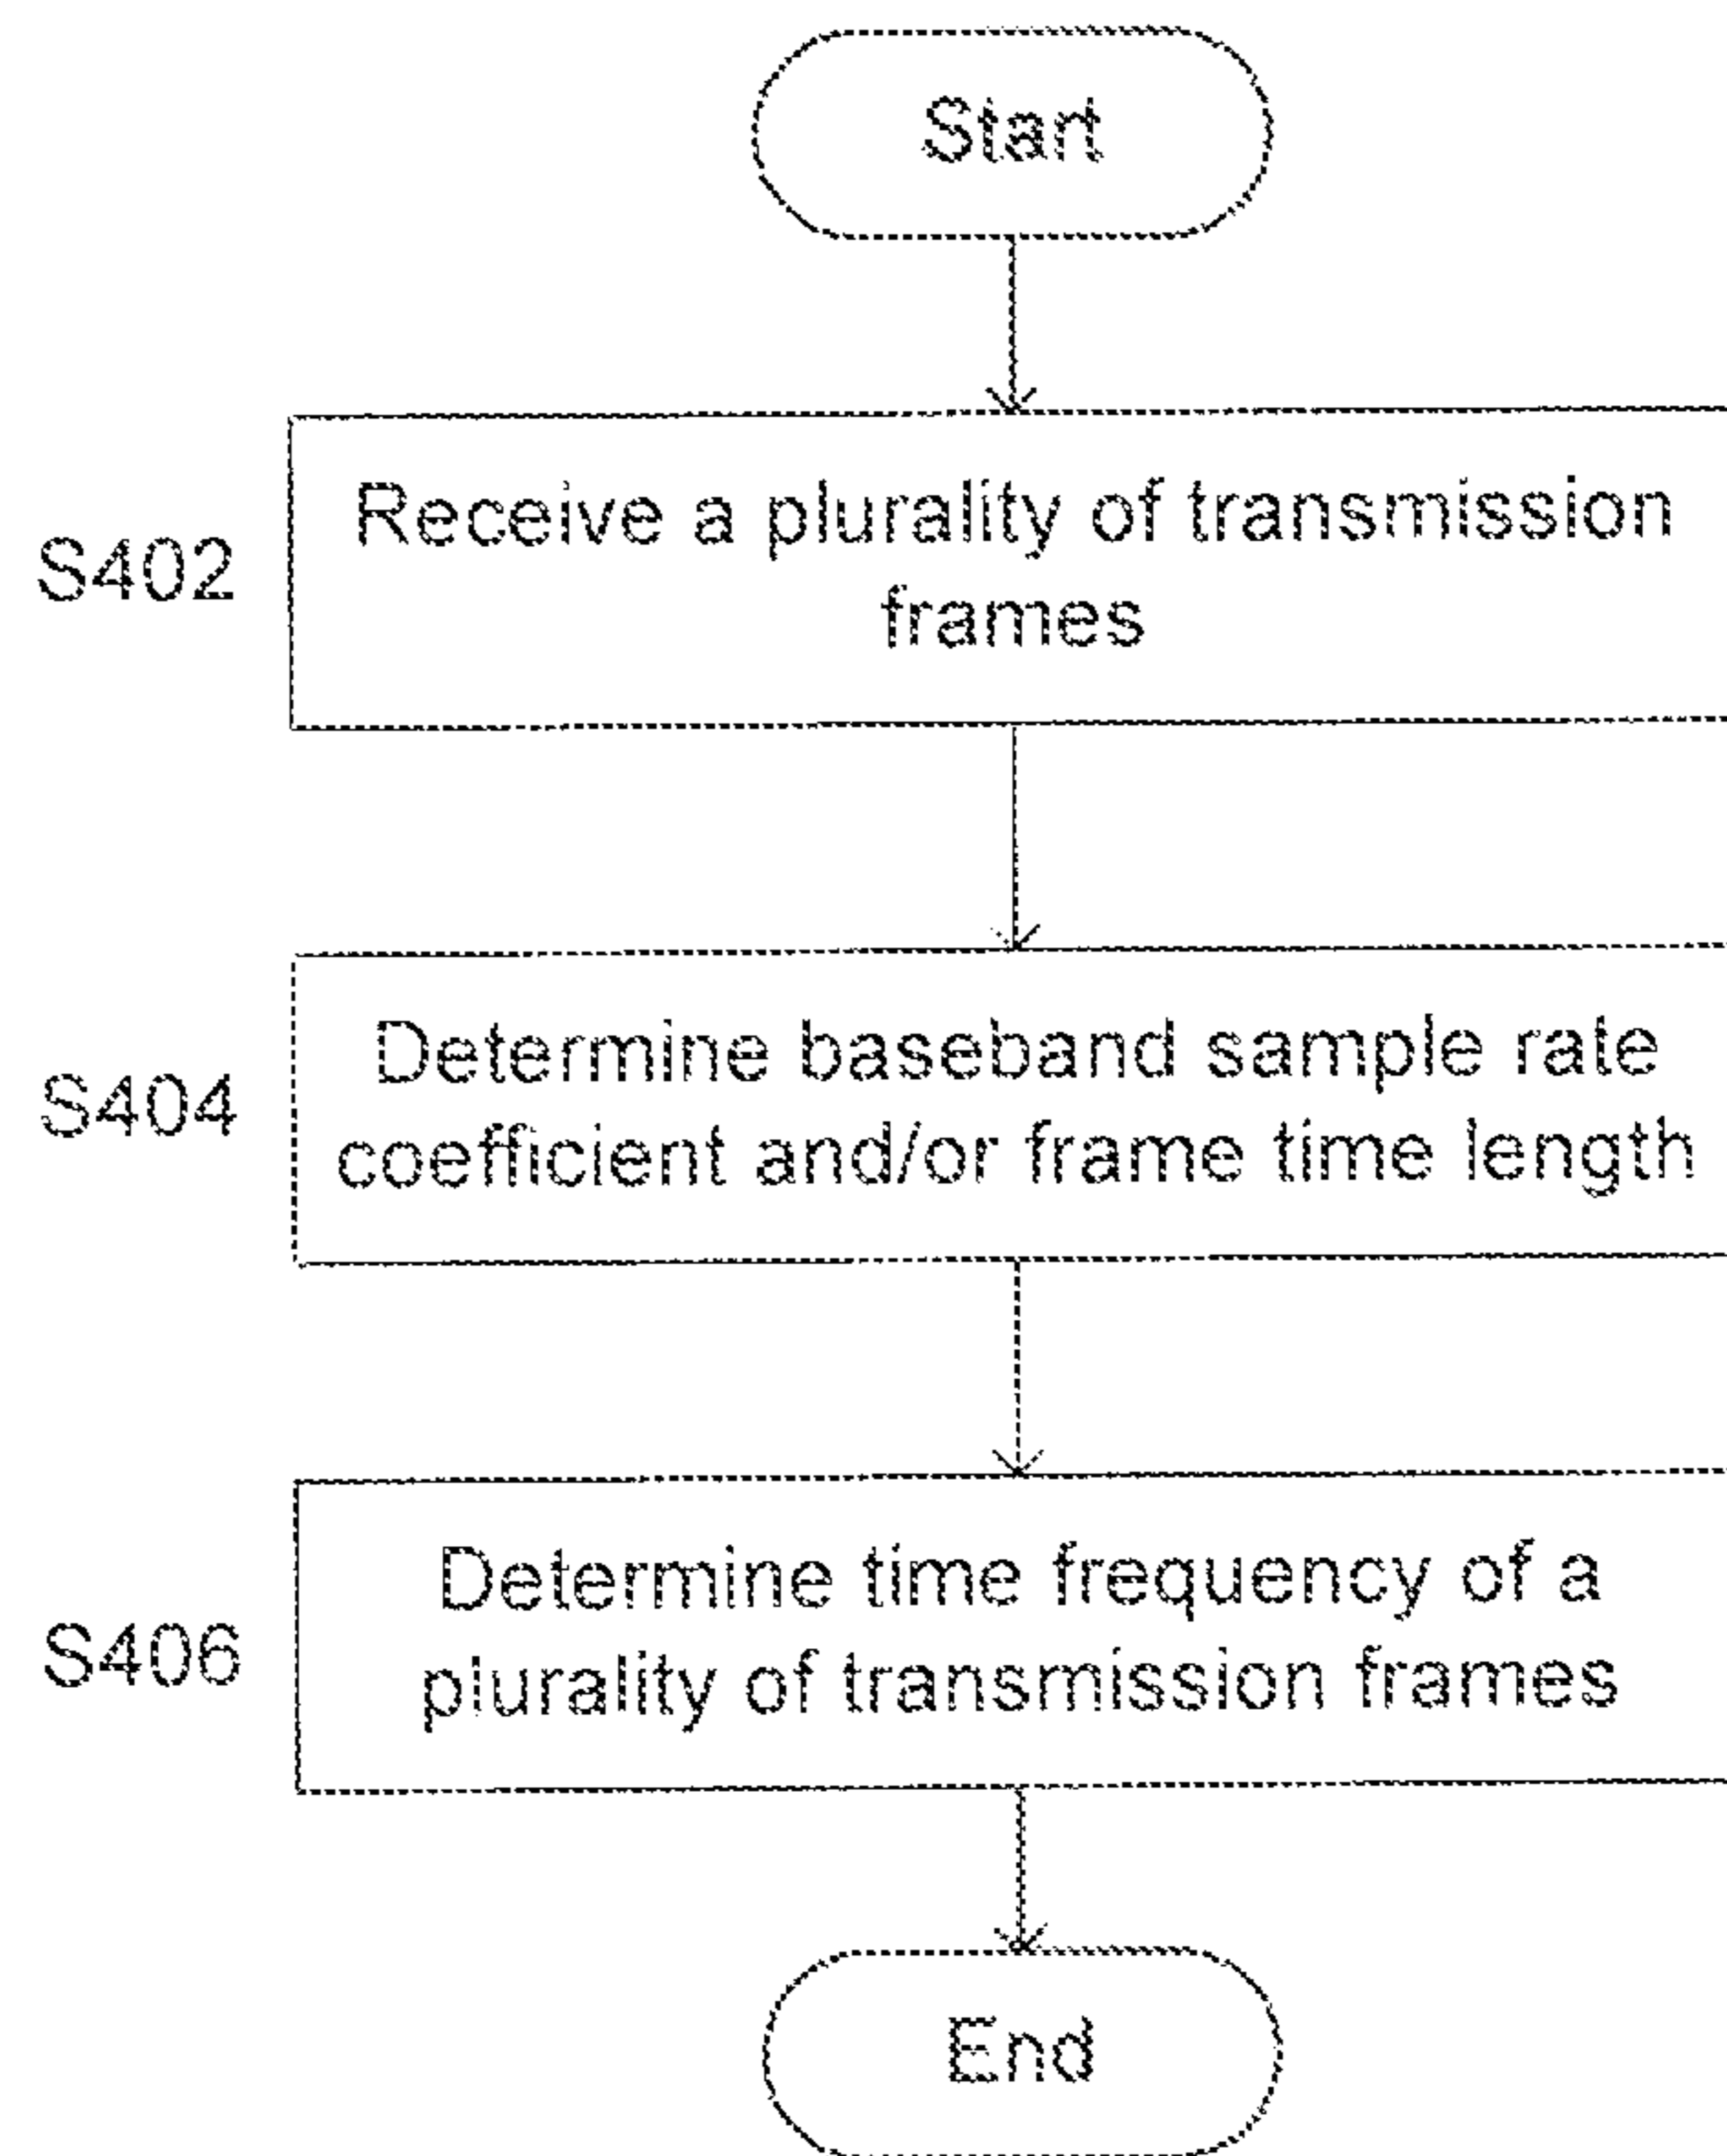 Start
Receive a plurality of transmission
frames
S402
Determine baseband sample rate
coefficient and/or frame time length
S404
Determine time frequency of a
plurality of transmission frames
S406
End